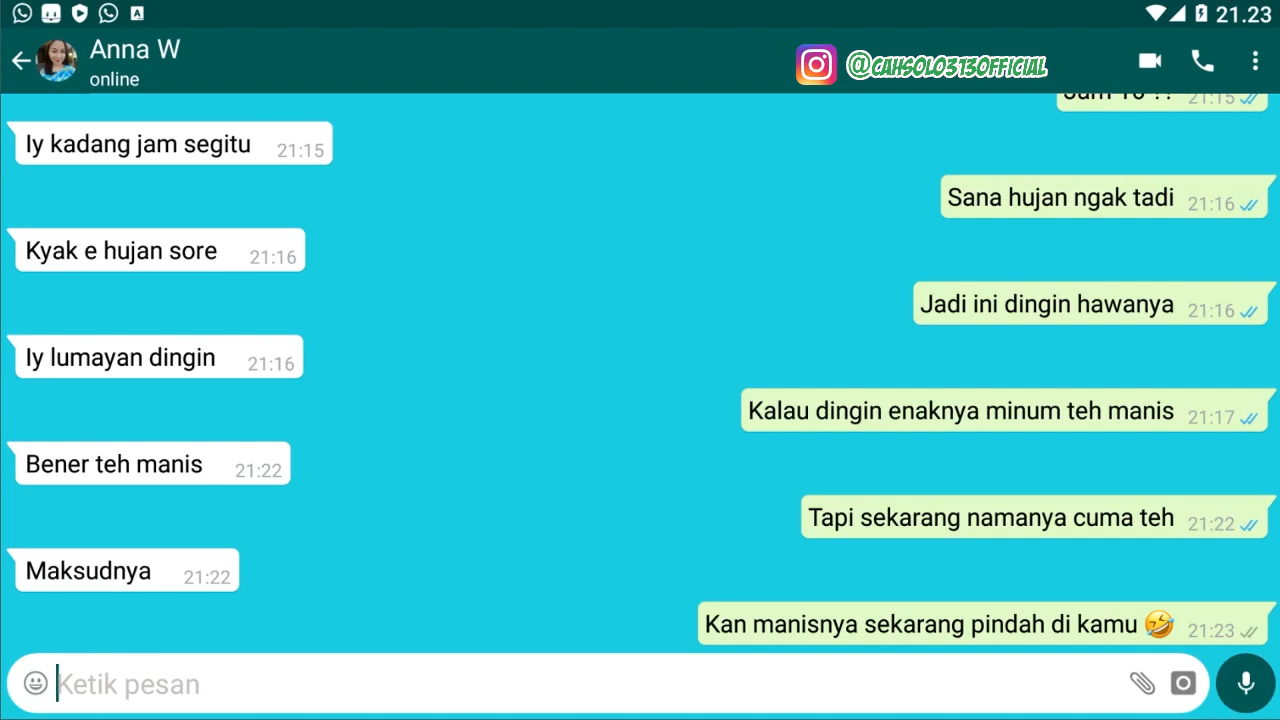 21.23
Anna W
online
@CAHSOLO313OFFICIAL
21:15
Iy kadang jam segitu 21:15
Sana hujan ngak tadi 21:16
Kyak e hujan sore 21:16
Jadi ini dingin hawanya 21:16
Iy lumayan dingin 21:16
Kalau dingin enaknya minum teh manis 21:17
Bener teh manis 21:22
Tapi sekarang namanya cuma teh 21:22
Maksudnya 21:22
Kan manisnya sekarang pindah di kamu 🤣 21:23
Ketik pesan